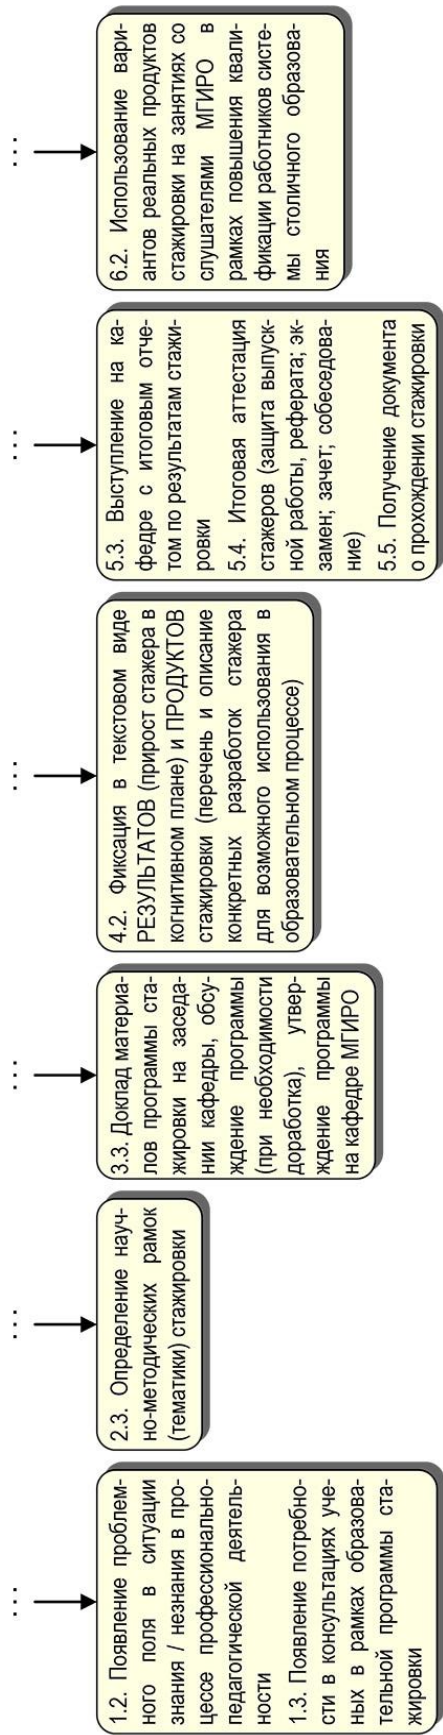 ...
1.2. Появление проблем-
ного поля в ситуации
знания / незнания в про-
цессе профессионально-
педагогической деятель-
ности
1.3. Появление потребно-
сти в консультациях уче-
ных в рамках образова-
тельной программы ста-
жировки
...
2.3. Определение науч-
но-методических рамок
(тематики) стажировки
...
3.3. Доклад материа-
лов программы ста-
жировки на заседа-
нии кафедры, обсу-
ждение программы
(при необходимости
доработка), утвер-
ждение программы
на кафедре МГИРО
...
4.2. Фиксация в текстовом виде
РЕЗУЛЬТАТОВ (прирост стажера в
когнитивном плане) и ПРОДУКТОВ
стажировки (перечень и описание
конкретных разработок стажера
для возможного использования в
образовательном процессе)
...
5.3. Выступление на ка-
федре с итоговым отче-
том по результатам стажи-
ровки
5.4. Итоговая аттестация
стажеров (защита выпуск-
ной работы, реферата; эк-
замен; зачет; собеседова-
ние)
5.5. Получение документа
о прохождении стажировки
...
6.2. Использование вари-
антов реальных продуктов
стажировки на занятиях со
слушателями МГИРО в
рамках повышения квали-
фикации работников систе-
мы столичного образова-
ния